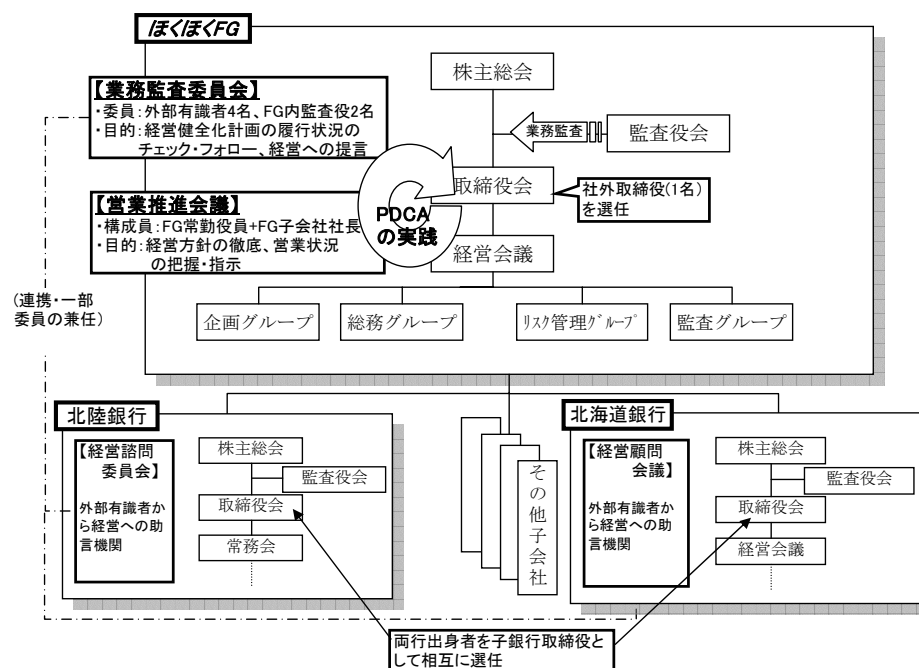 ほくほくFG
株主総会
【業務監査委員会】
・委員：外部有識者4名、FG内監査役2名
・目的：経営健全化計画の履行状況の
チェック・フォロー、経営への提言
業務監査
監査役会
取締役会
社外取締役(1名)
を選任
【営業推進会議】
・構成員：FG常勤役員+FG子会社社長
・目的：経営方針の徹底、営業状況
の把握・指示
PDCA
の実践
経営会議
(連携・一部
委員の兼任)
企画グループ
総務グループ
ﾘｽｸ管理ｸﾞﾙｰﾌﾟ
監査グループ
北陸銀行
【経営諮問
委員会】
外部有識者か
ら経営への助
言機関
株主総会
監査役会
取締役会
常務会
その他子会社
北海道銀行
【経営顧問
会議】
外部有識者か
ら経営への助
言機関
株主総会
監査役会
取締役会
経営会議
両行出身者を子銀行取締役と
して相互に選任